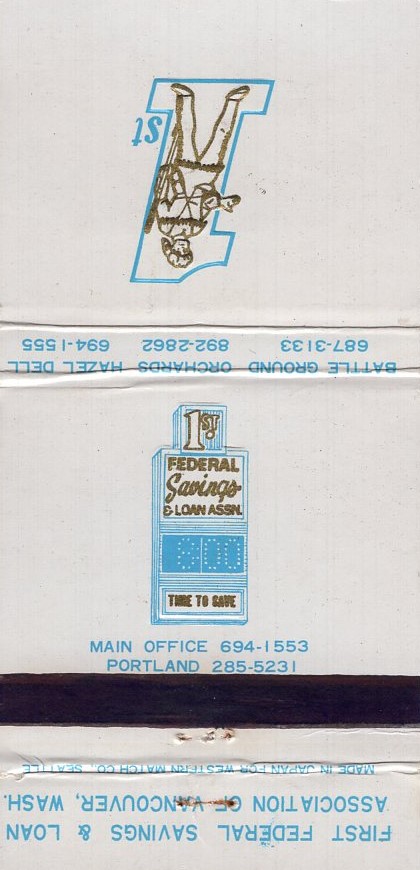 1st
687-3133 892-2862 694-1555
BATTLE GROUND ORCHARDS HAZEL DELL
1ST
FEDERAL
Savings
& LOAN ASSN.
8:00
TIME TO SAVE
MAIN OFFICE 694-1553
PORTLAND 285-5231
FIRST FEDERAL SAVINGS & LOAN
ASSOCIATION OF VANCOUVER, WASH.
MADE IN JAPAN FOR WESTERN MATCH CO., SEATTLE